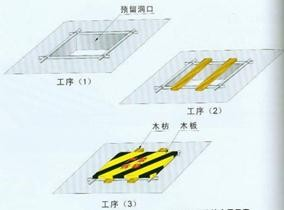 预留洞口
工序（1）
工序（2）
木枋
木板
工序（3）